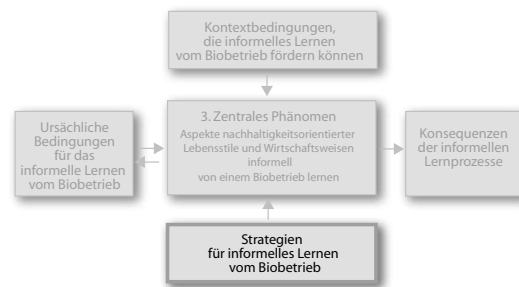 Kontextbedingungen,
die informelles Lernen
vom Biobetrieb fördern können
Ursächliche
Bedingungen
für das
informelle Lernen
vom Biobetrieb
3. Zentrales Phänomen
Aspekte nachhaltigkeitsorientierter
Lebensstile und Wirtschaftsweisen
informell
von einem Biobetrieb lernen
Konsequenzen
der informellen
Lernprozesse
Strategien
für informelles Lernen
vom Biobetrieb